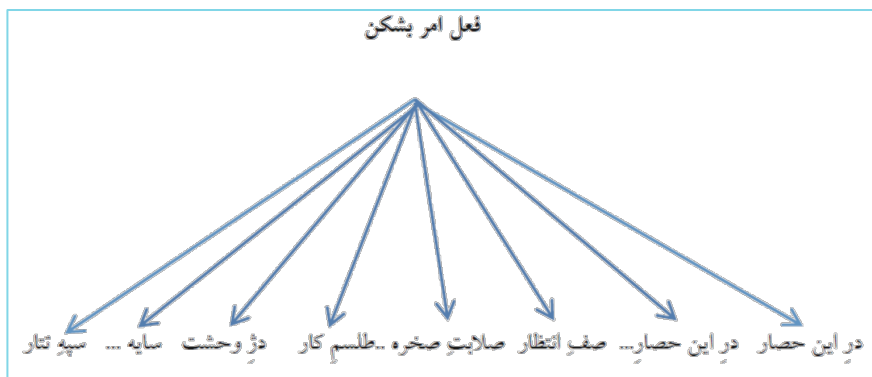 فعل امر بشکن
درِ این حصار درِ این حصارِ... صفِ انتظار صلابتِ صخره .. طلسمِ کار دژِ وحشت سایه ... سپهِ تتار